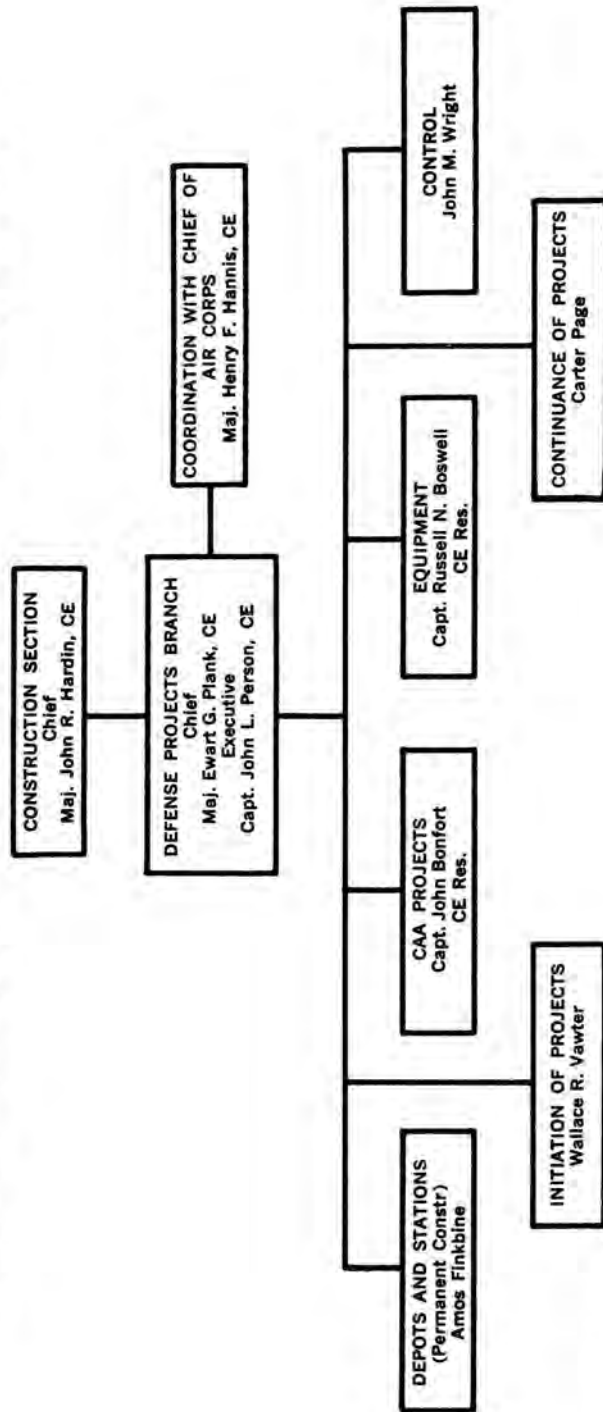 CONSTRUCTION SECTION
Chief
Maj. John R. Hardin, CE
DEFENSE PROJECTS BRANCH
Chief
Maj. Ewart G. Plank, CE
Executive
Capt. John L. Person, CE
COORDINATION WITH CHIEF OF
AIR CORPS
Maj. Henry F. Hannis, CE
DEPOTS AND STATIONS
(Permanent Constr)
Amos Finkbine
CAA PROJECTS
Capt. John Bonfort
CE Res.
EQUIPMENT
Capt. Russell N. Boswell
CE Res.
CONTROL
John M. Wright
INITIATION OF PROJECTS
Wallace R. Vawter
CONTINUANCE OF PROJECTS
Carter Page